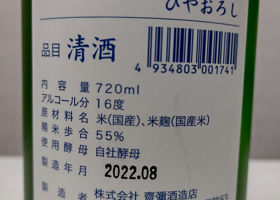 ひやおろし
品目 清酒
4 934803 001741
内容量 720ml
アルコール分 16度
原材料名 米(国産)、米麹(国産米)
精米歩合 55%
使用酵母 自社酵母
製造年月 2022.08
株式会社 齋彌酒造店